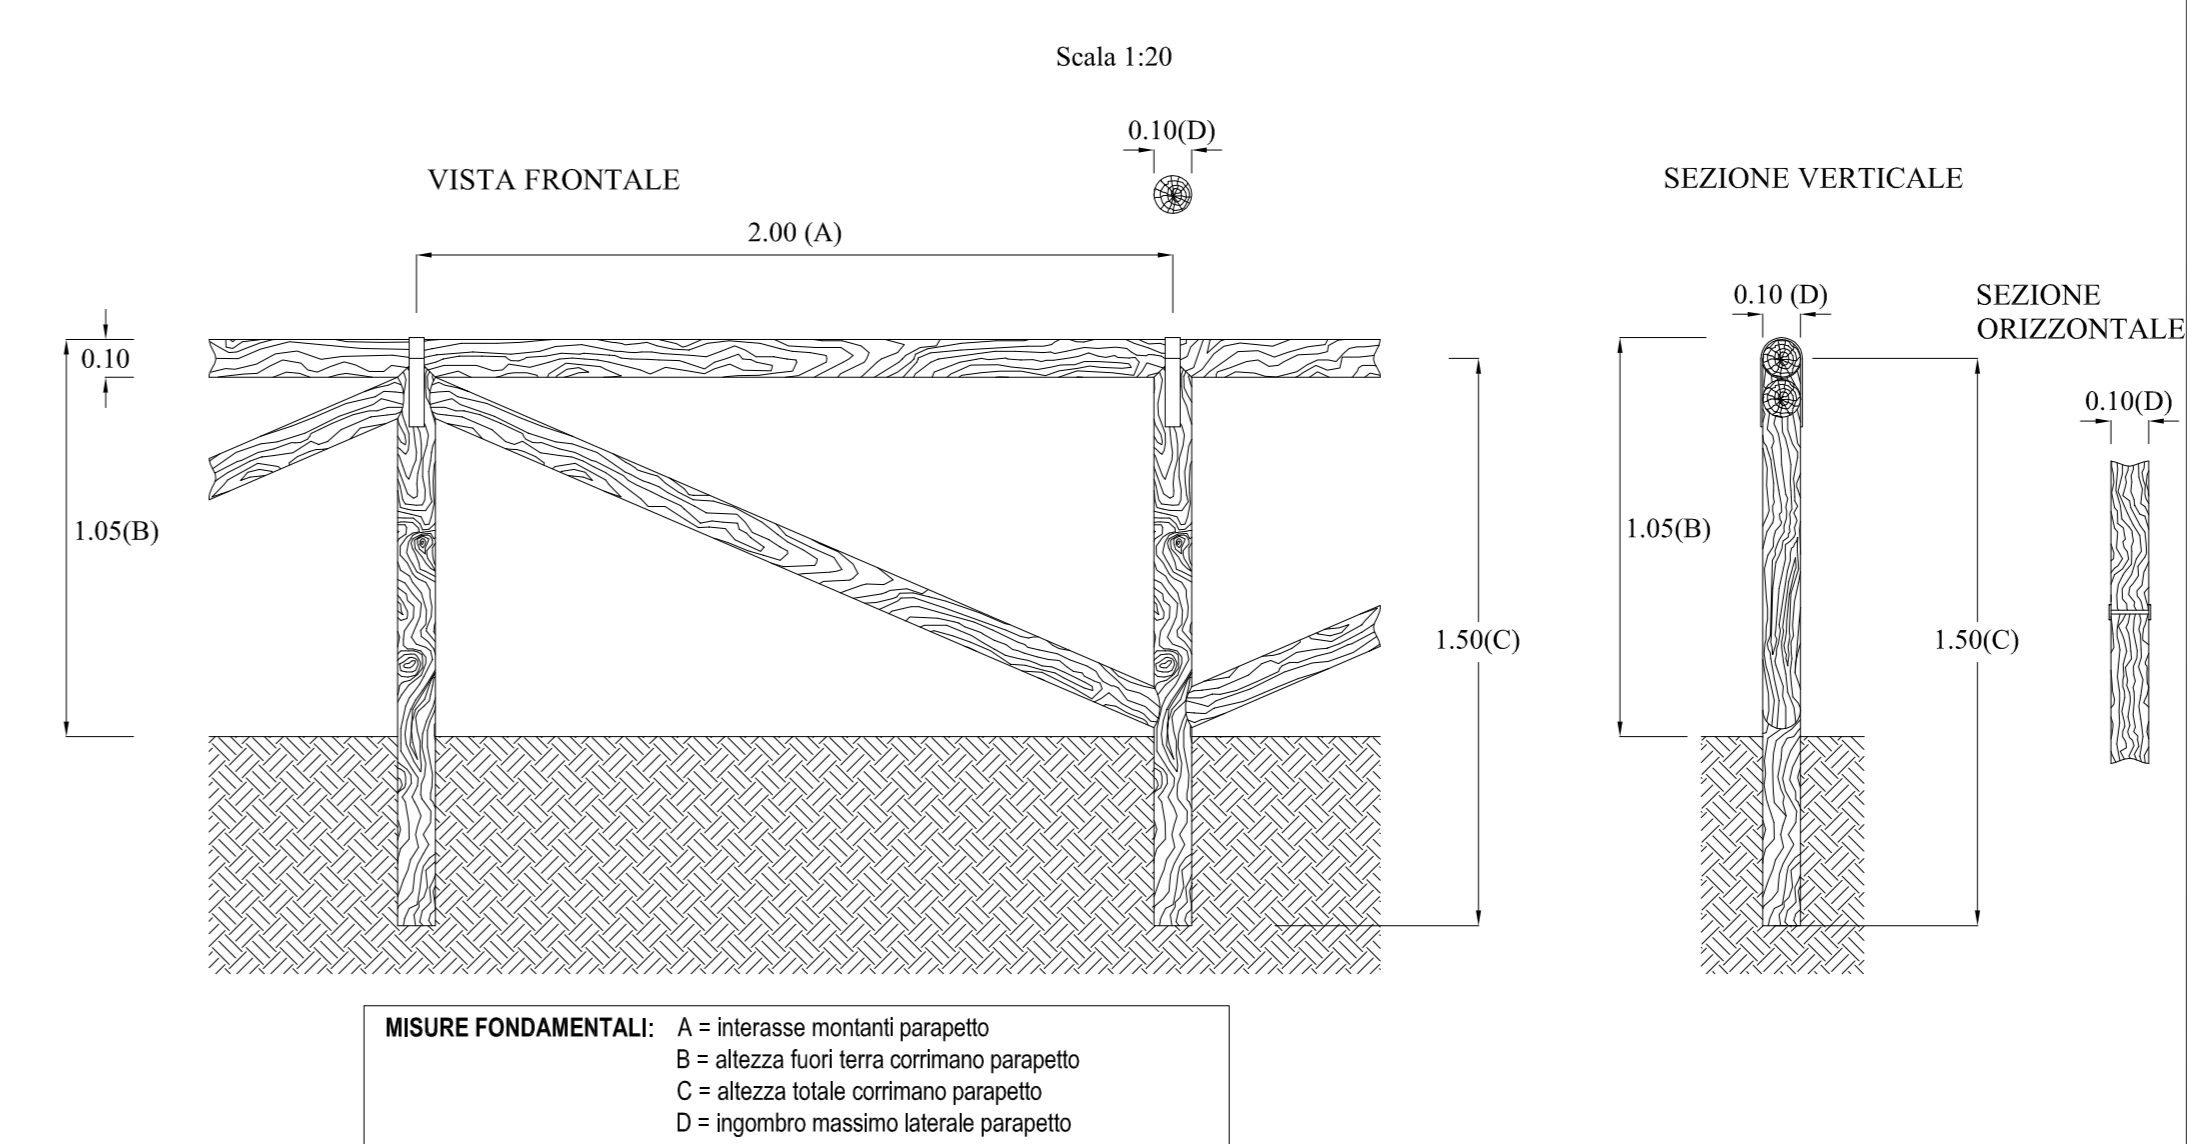 Scala 1:20
0.10(D)
VISTA FRONTALE
SEZIONE VERTICALE
2.00 (A)
0.10 (D)
SEZIONE
ORIZZONTALE
0.10
0.10(D)
1.05(B)
1.05(B)
1.50(C)
1.50(C)
MISURE FONDAMENTALI: A = interasse montanti parapetto
B = altezza fuori terra corrimano parapetto
C = altezza totale corrimano parapetto
D = ingombro massimo laterale parapetto